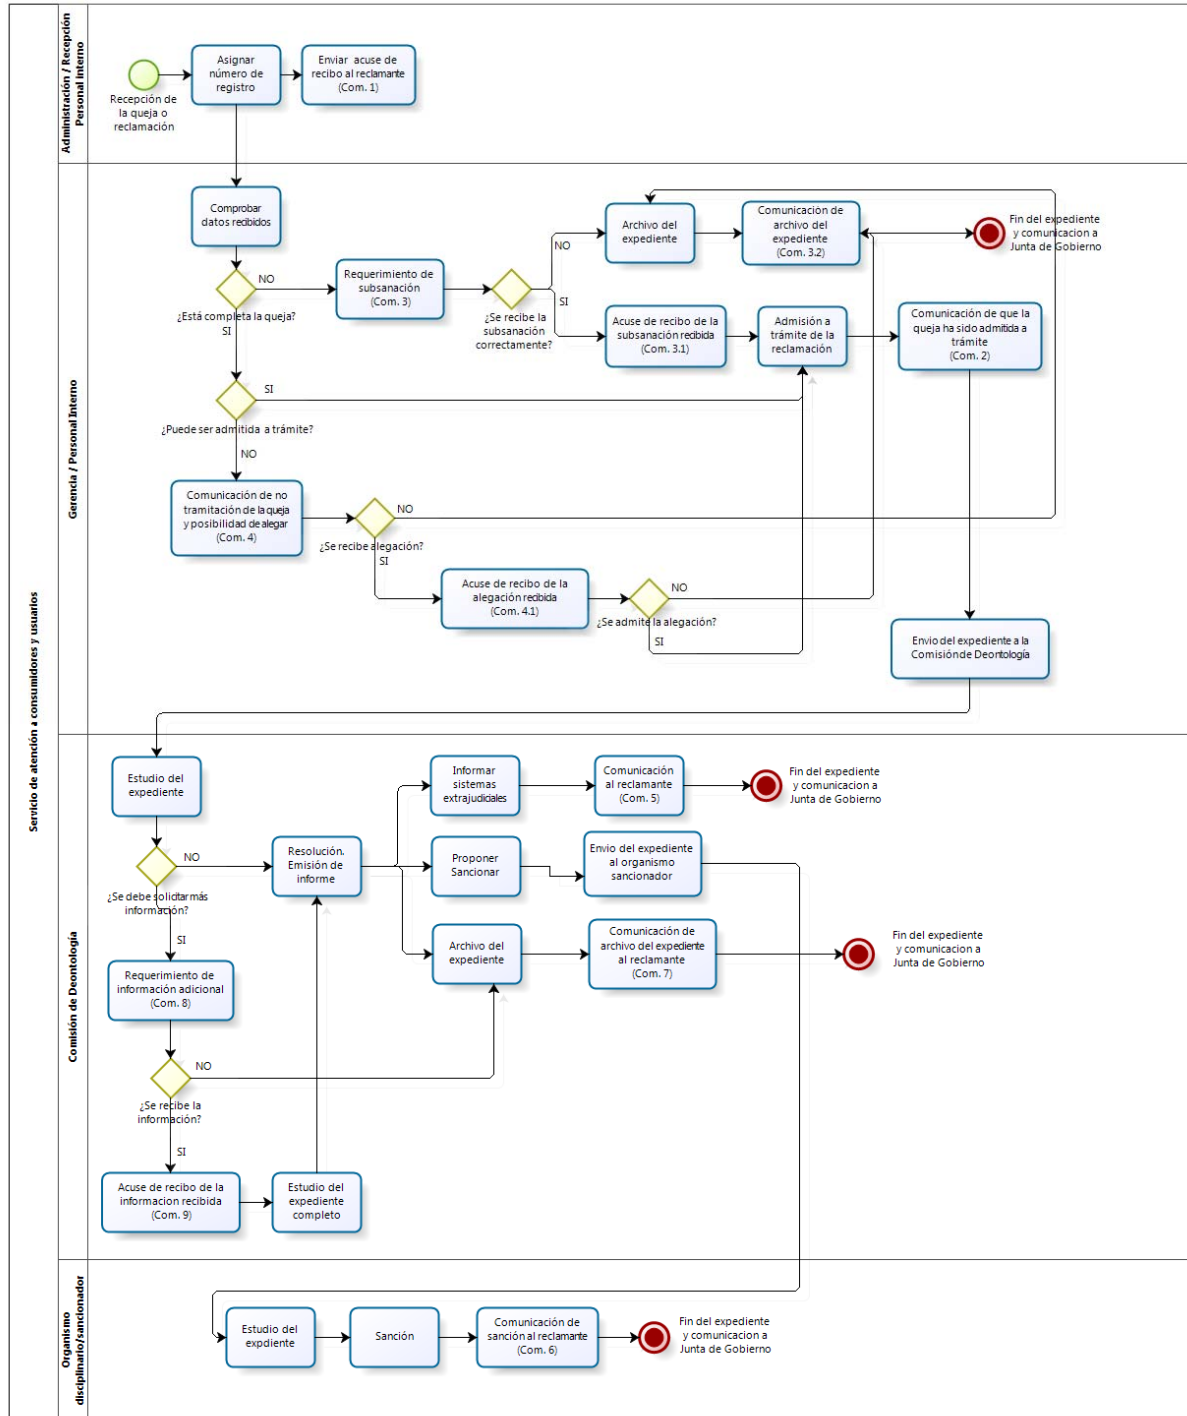 Servicio de atención a consumidores y usuarios
Administración / Recepción
Personal interno
Recepción de
la queja o
reclamación
Asignar
número de
registro
Enviar acuse de
recibo al reclamante
(Com. 1)
Gerencia / Personal Interno
Comprobar
datos recibidos
NO
¿Está completa la queja?
SI
Requerimiento de
subsanación
(Com. 3)
¿Se recibe la
subsanación
correctamente?
NO
SI
Archivo del
expediente
Comunicación de
archivo del
expediente
(Com. 3.2)
Fin del expediente
y comunicacion a
Junta de Gobierno
Acuse de recibo de la
subsanación recibida
(Com. 3.1)
Admisión a
trámite de la
reclamación
Comunicación de que la
queja ha sido admitida a
trámite
(Com. 2)
SI
¿Puede ser admitida a trámite?
NO
Comunicación de no
tramitación de la queja
y posibilidad de alegar
(Com. 4)
NO
¿Se recibe alegación?
SI
Acuse de recibo de la
alegación recibida
(Com. 4.1)
NO
¿Se admite la alegación?
SI
Envio del expediente a la
Comisión de Deontología
Comisión de Deontología
Estudio del
expediente
NO
¿Se debe solicitar más
información?
SI
Resolución.
Emisión de
informe
Informar
sistemas
extrajudiciales
Comunicación
al reclamante
(Com. 5)
Fin del expediente
y comunicacion a
Junta de Gobierno
Proponer
Sancionar
Envio del expediente
al organismo
sancionador
Archivo del
expediente
Comunicación de
archivo del expediente
al reclamante
(Com. 7)
Fin del expediente
y comunicacion a
Junta de Gobierno
Requerimiento de
información adicional
(Com. 8)
NO
¿Se recibe la
información?
SI
Acuse de recibo de la
informacion recibida
(Com. 9)
Estudio del
expediente
completo
Organismo
disciplinario/sancionador
Estudio del
expdiente
Sanción
Comunicación de
sanción al reclamante
(Com. 6)
Fin del expediente
y comunicacion a
Junta de Gobierno